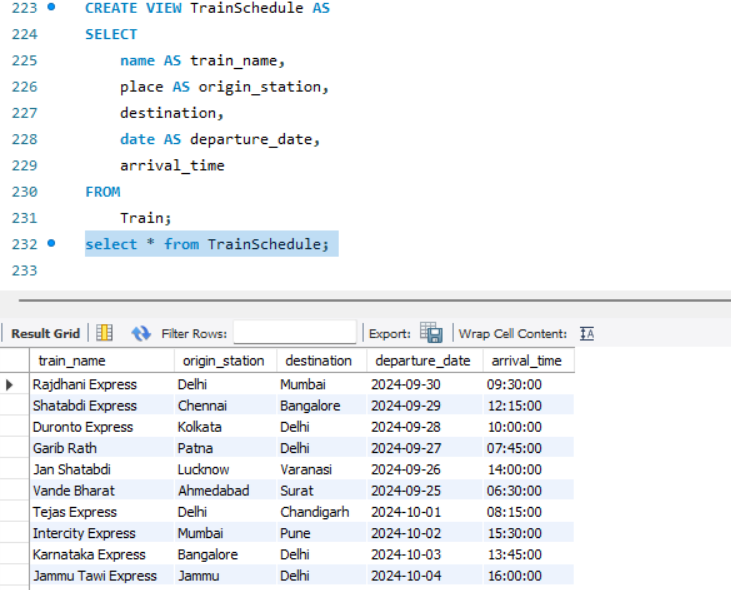 223 CREATE VIEW TrainSchedule AS
224 SELECT
225 name AS train_name,
226 place AS origin_station,
227 destination,
228 date AS departure_date,
229 arrival_time
230 FROM
231 Train;
232 select * from TrainSchedule;
233
Result Grid Filter Rows: Export: Wrap Cell Content: IA
train_name origin_station destination departure_date arrival_time
Rajdhani Express Delhi Mumbai 2024-09-30 09:30:00
Shatabdi Express Chennai Bangalore 2024-09-29 12:15:00
Duronto Express Kolkata Delhi 2024-09-28 10:00:00
Garib Rath Patna Delhi 2024-09-27 07:45:00
Jan Shatabdi Lucknow Varanasi 2024-09-26 14:00:00
Vande Bharat Ahmedabad Surat 2024-09-25 06:30:00
Tejas Express Delhi Chandigarh 2024-10-01 08:15:00
Intercity Express Mumbai Pune 2024-10-02 15:30:00
Karnataka Express Bangalore Delhi 2024-10-03 13:45:00
Jammu Tawi Express Jammu Delhi 2024-10-04 16:00:00